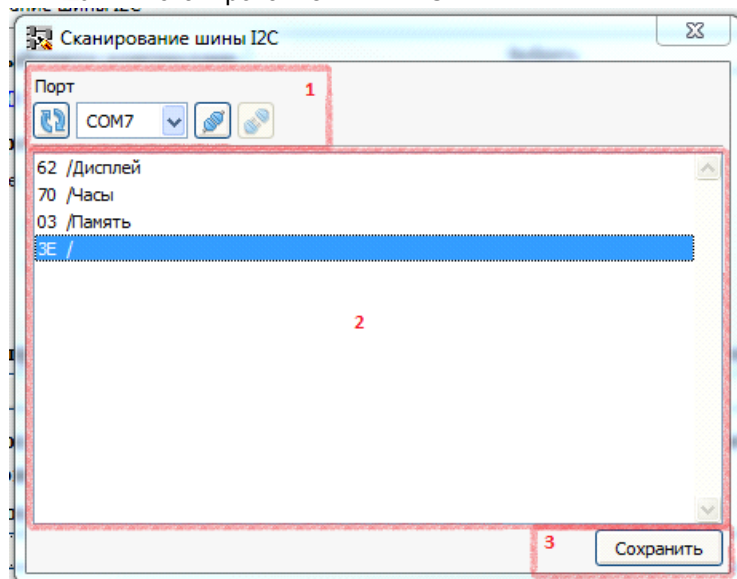 Сканирование шины I2C
Порт
1
COM7
62 /Дисплей
70 /Часы
03 /Память
3E /
2
3
Сохранить